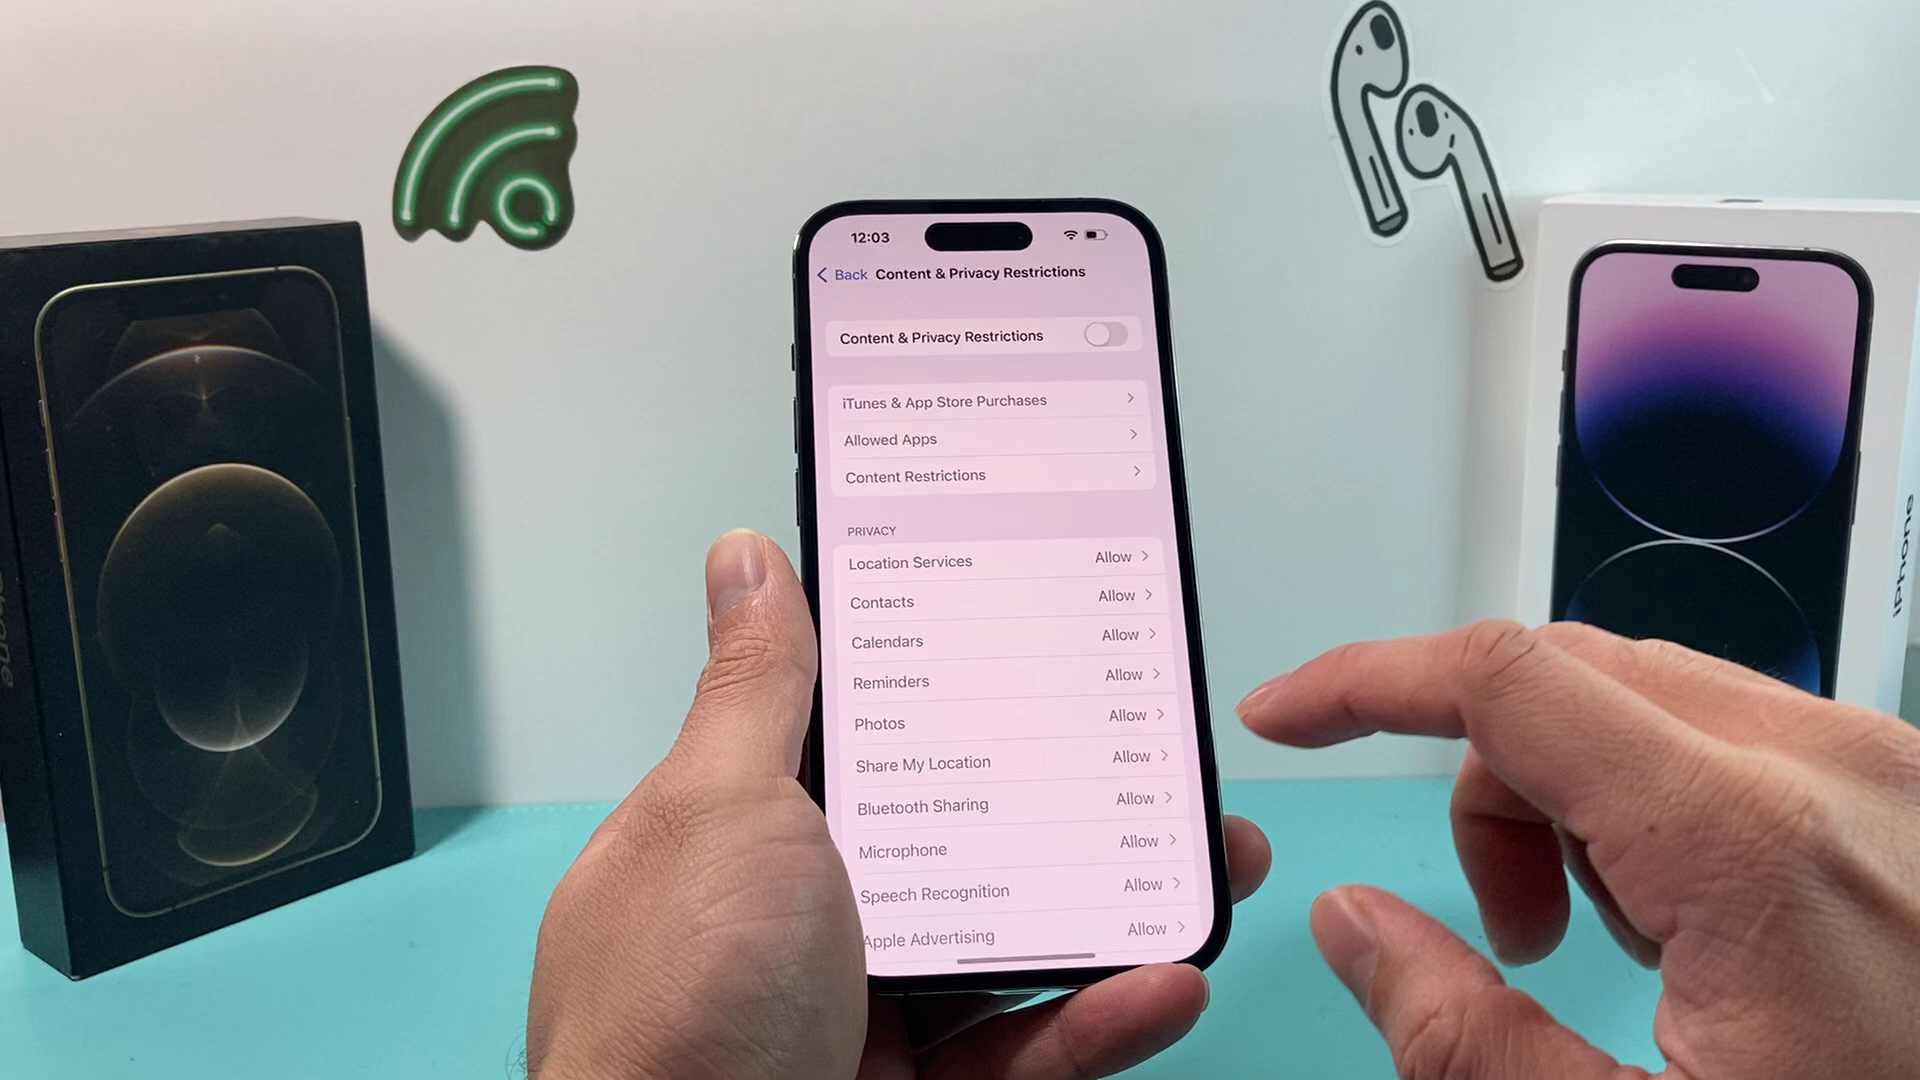 12:03
Back Content & Privacy Restrictions
Content & Privacy Restrictions
iTunes & App Store Purchases
Allowed Apps
Content Restrictions
PRIVACY
Location Services Allow
Contacts Allow
Calendars Allow
Reminders Allow
Photos Allow
Share My Location Allow
Bluetooth Sharing Allow
Microphone Allow
Speech Recognition Allow
Apple Advertising Allow
iPhone